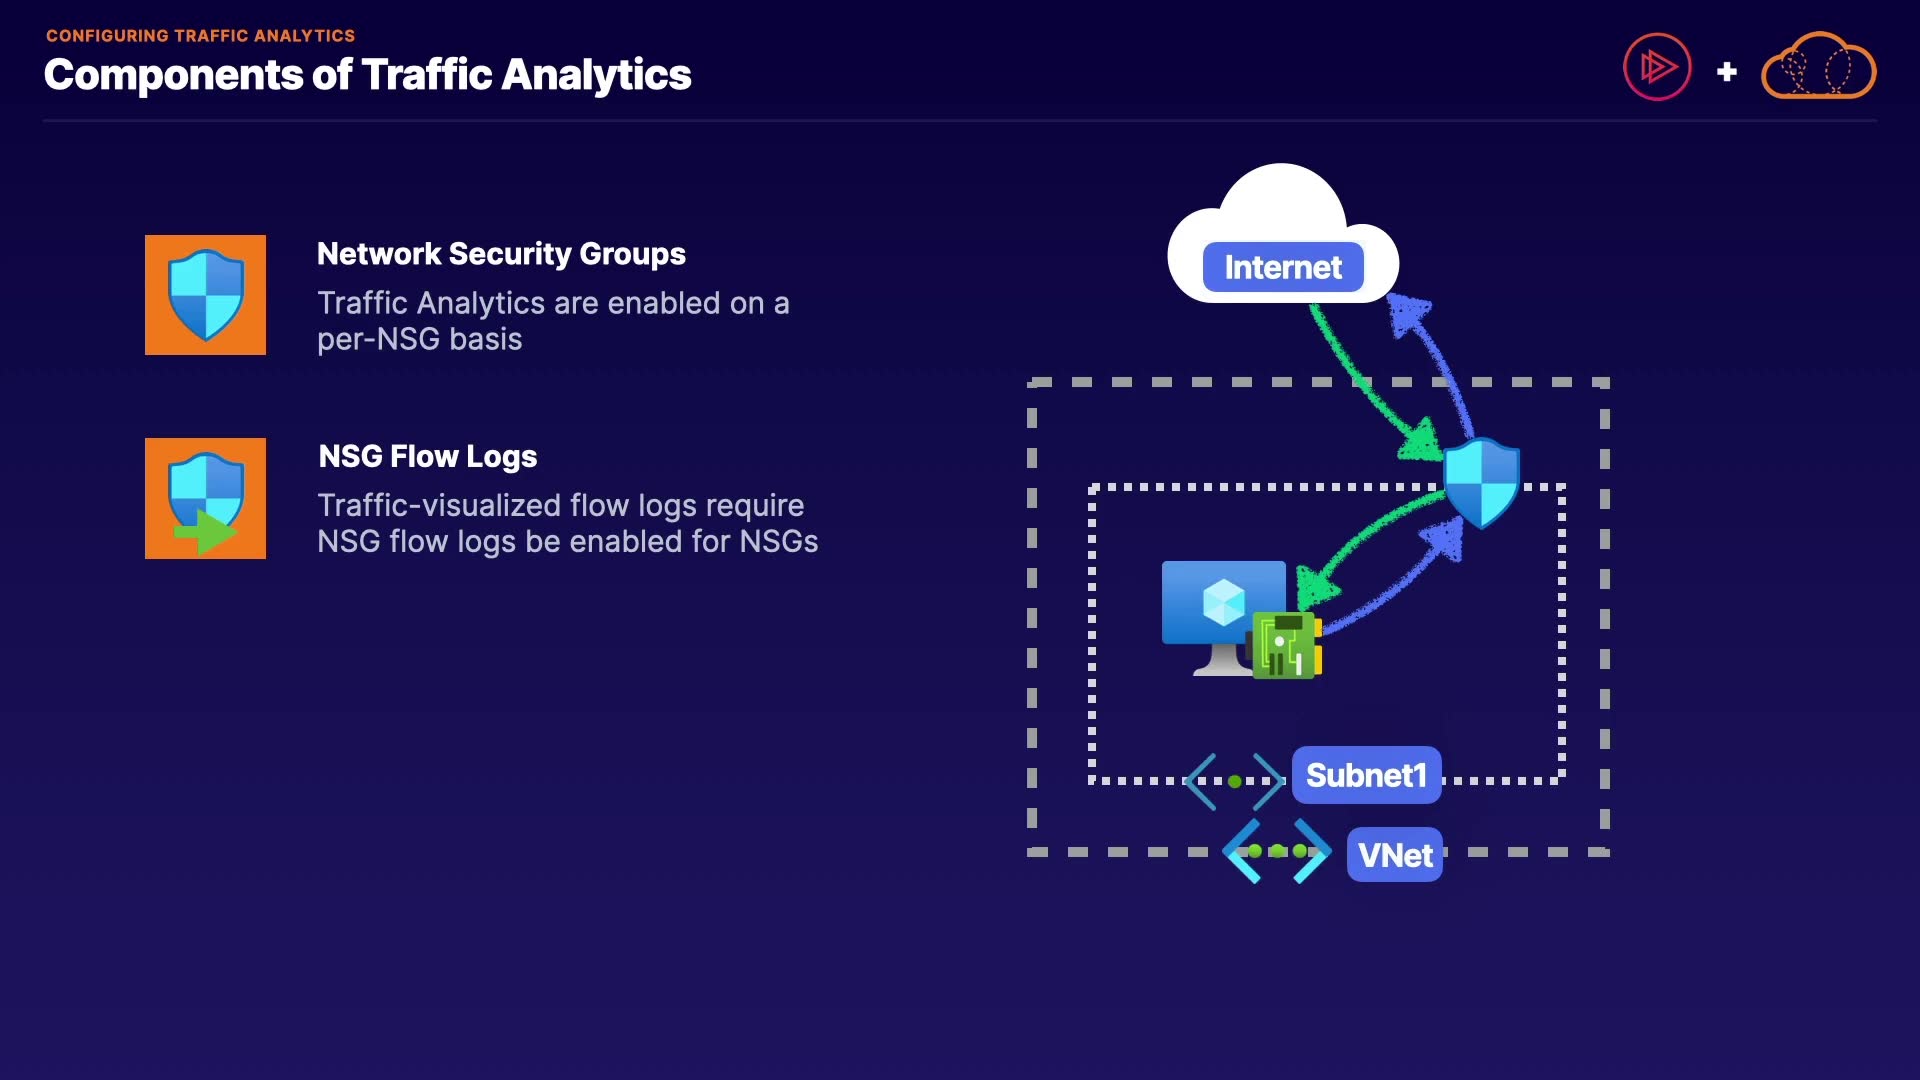 CONFIGURING TRAFFIC ANALYTICS
Components of Traffic Analytics
Network Security Groups
Traffic Analytics are enabled on a
per-NSG basis
NSG Flow Logs
Traffic-visualized flow logs require
NSG flow logs be enabled for NSGs
Internet
Subnet1
VNet